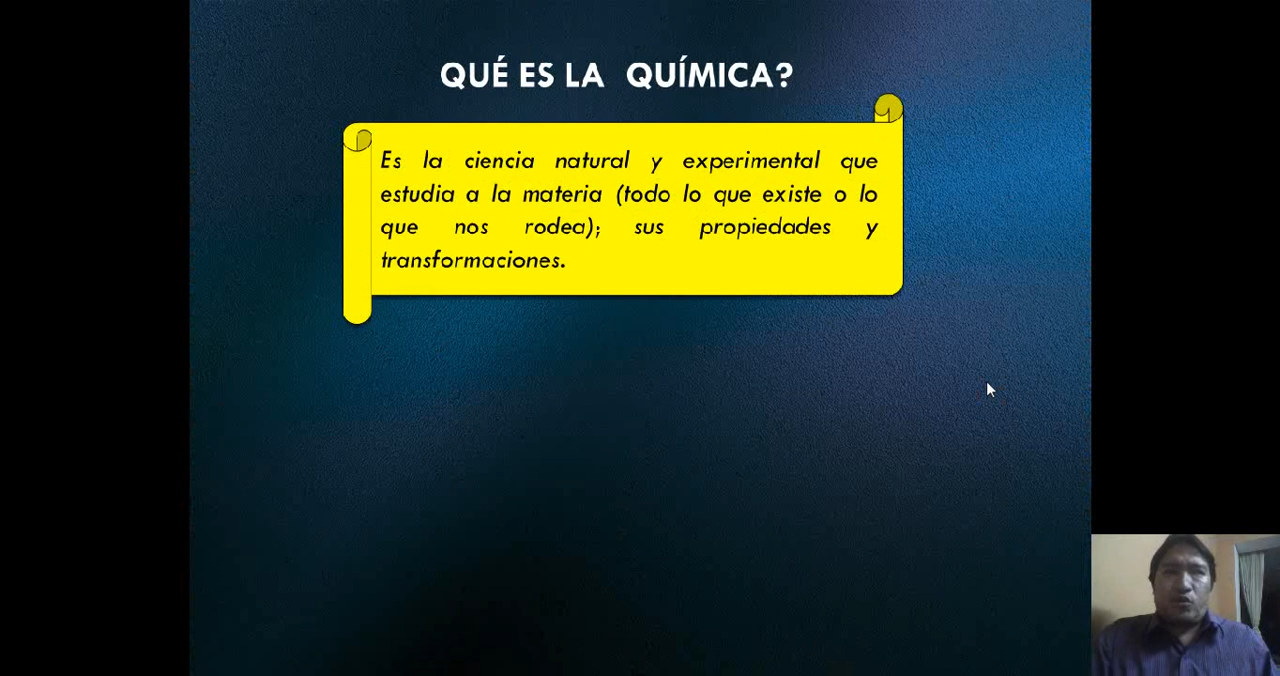 QUÉ ES LA QUÍMICA?
Es la ciencia natural y experimental que
estudia a la materia (todo lo que existe o lo
que nos rodea); sus propiedades y
transformaciones.